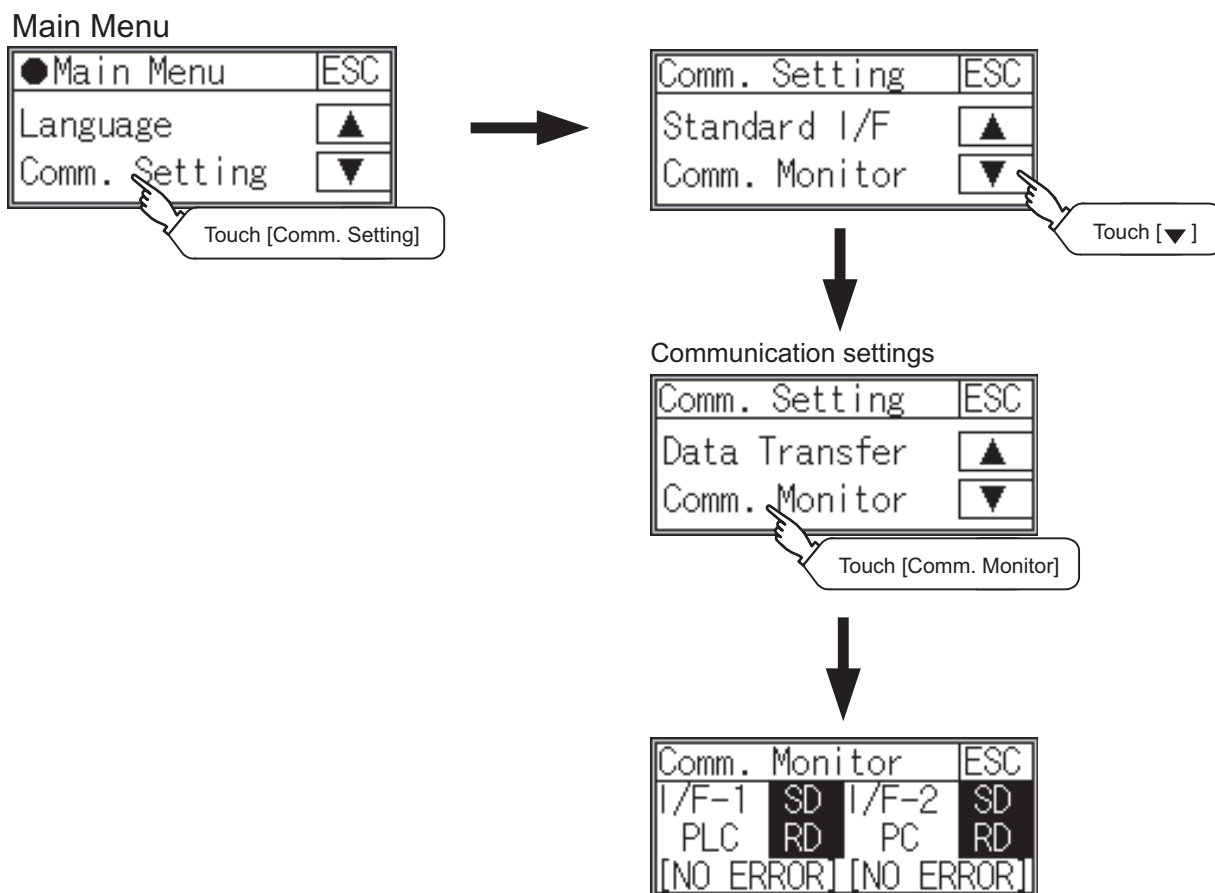 Main Menu
●Main Menu ESC
Language ▲
Comm. Setting ▼
Touch [Comm. Setting]
Comm. Setting ESC
Standard I/F ▲
Comm. Monitor ▼
Touch [▼]
Communication settings
Comm. Setting ESC
Data Transfer ▲
Comm. Monitor ▼
Touch [Comm. Monitor]
Comm. Monitor ESC
I/F-1 SD I/F-2 SD
PLC RD PC RD
[NO ERROR] [NO ERROR]